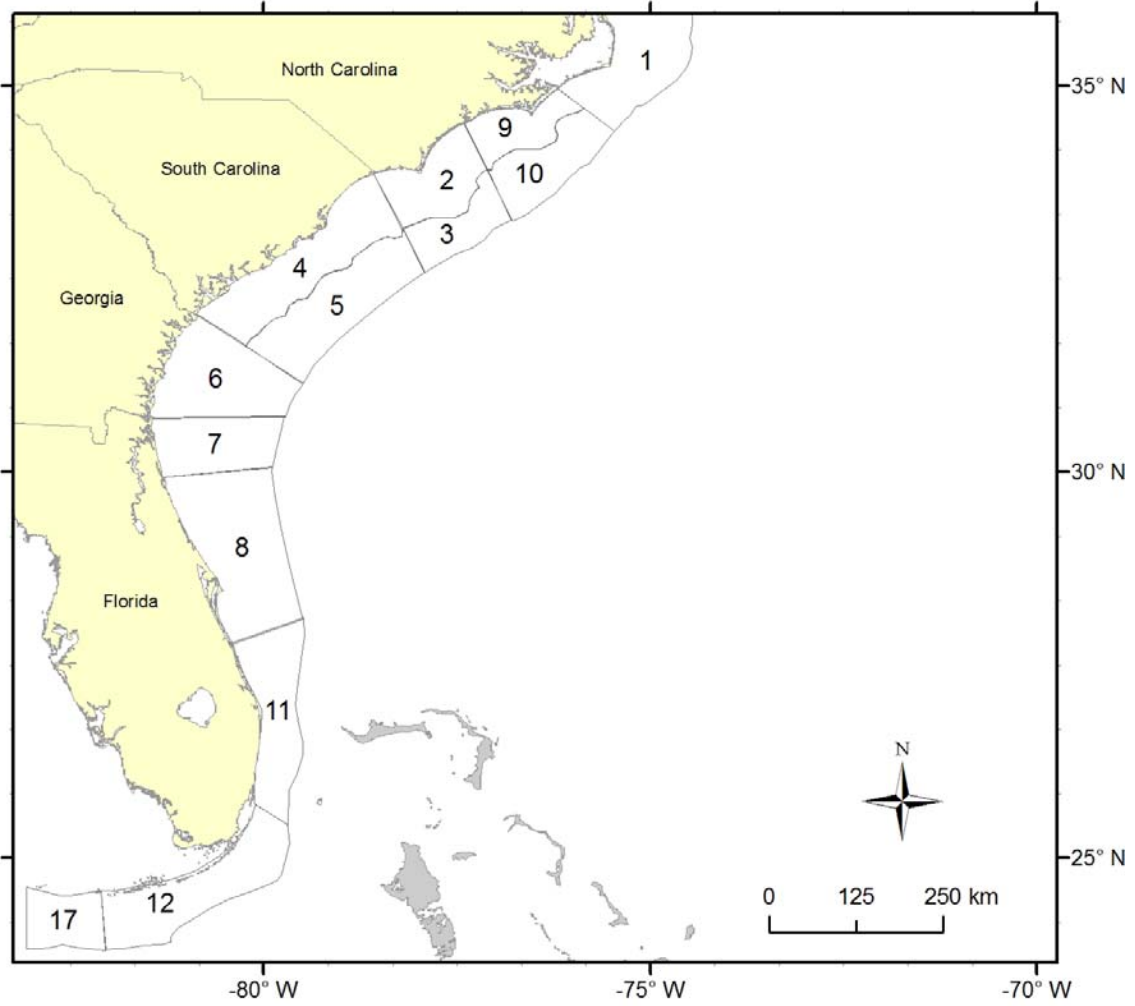 1
North Carolina
35° N
9
South Carolina
10
2
3
4
Georgia
5
6
7
30° N
8
Florida
11
N
25° N
0 125 250 km
12
17
-80° W -75° W -70° W